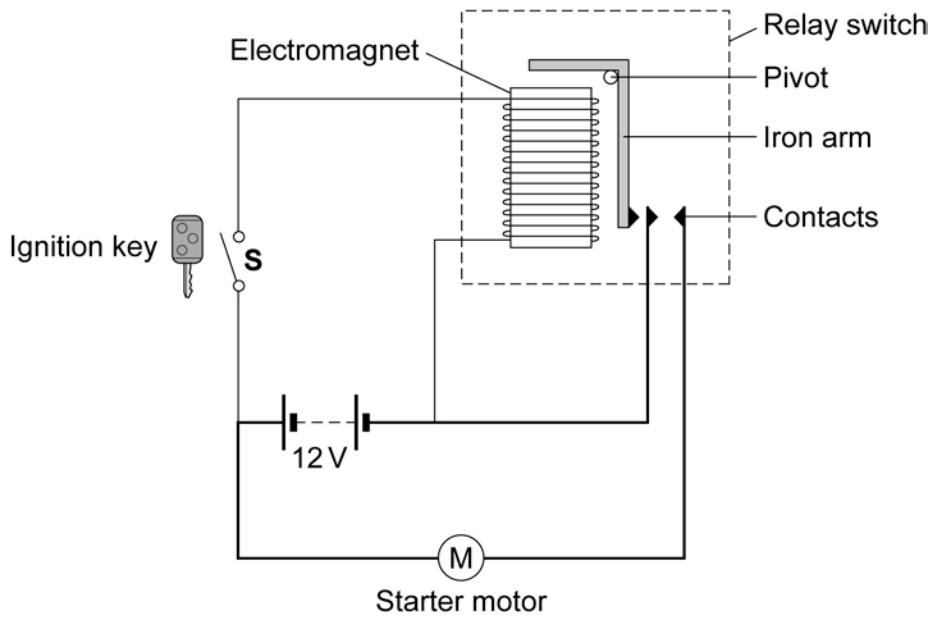 Relay switch
Electromagnet
Pivot
Iron arm
Contacts
Ignition key
S
12 V
M
Starter motor